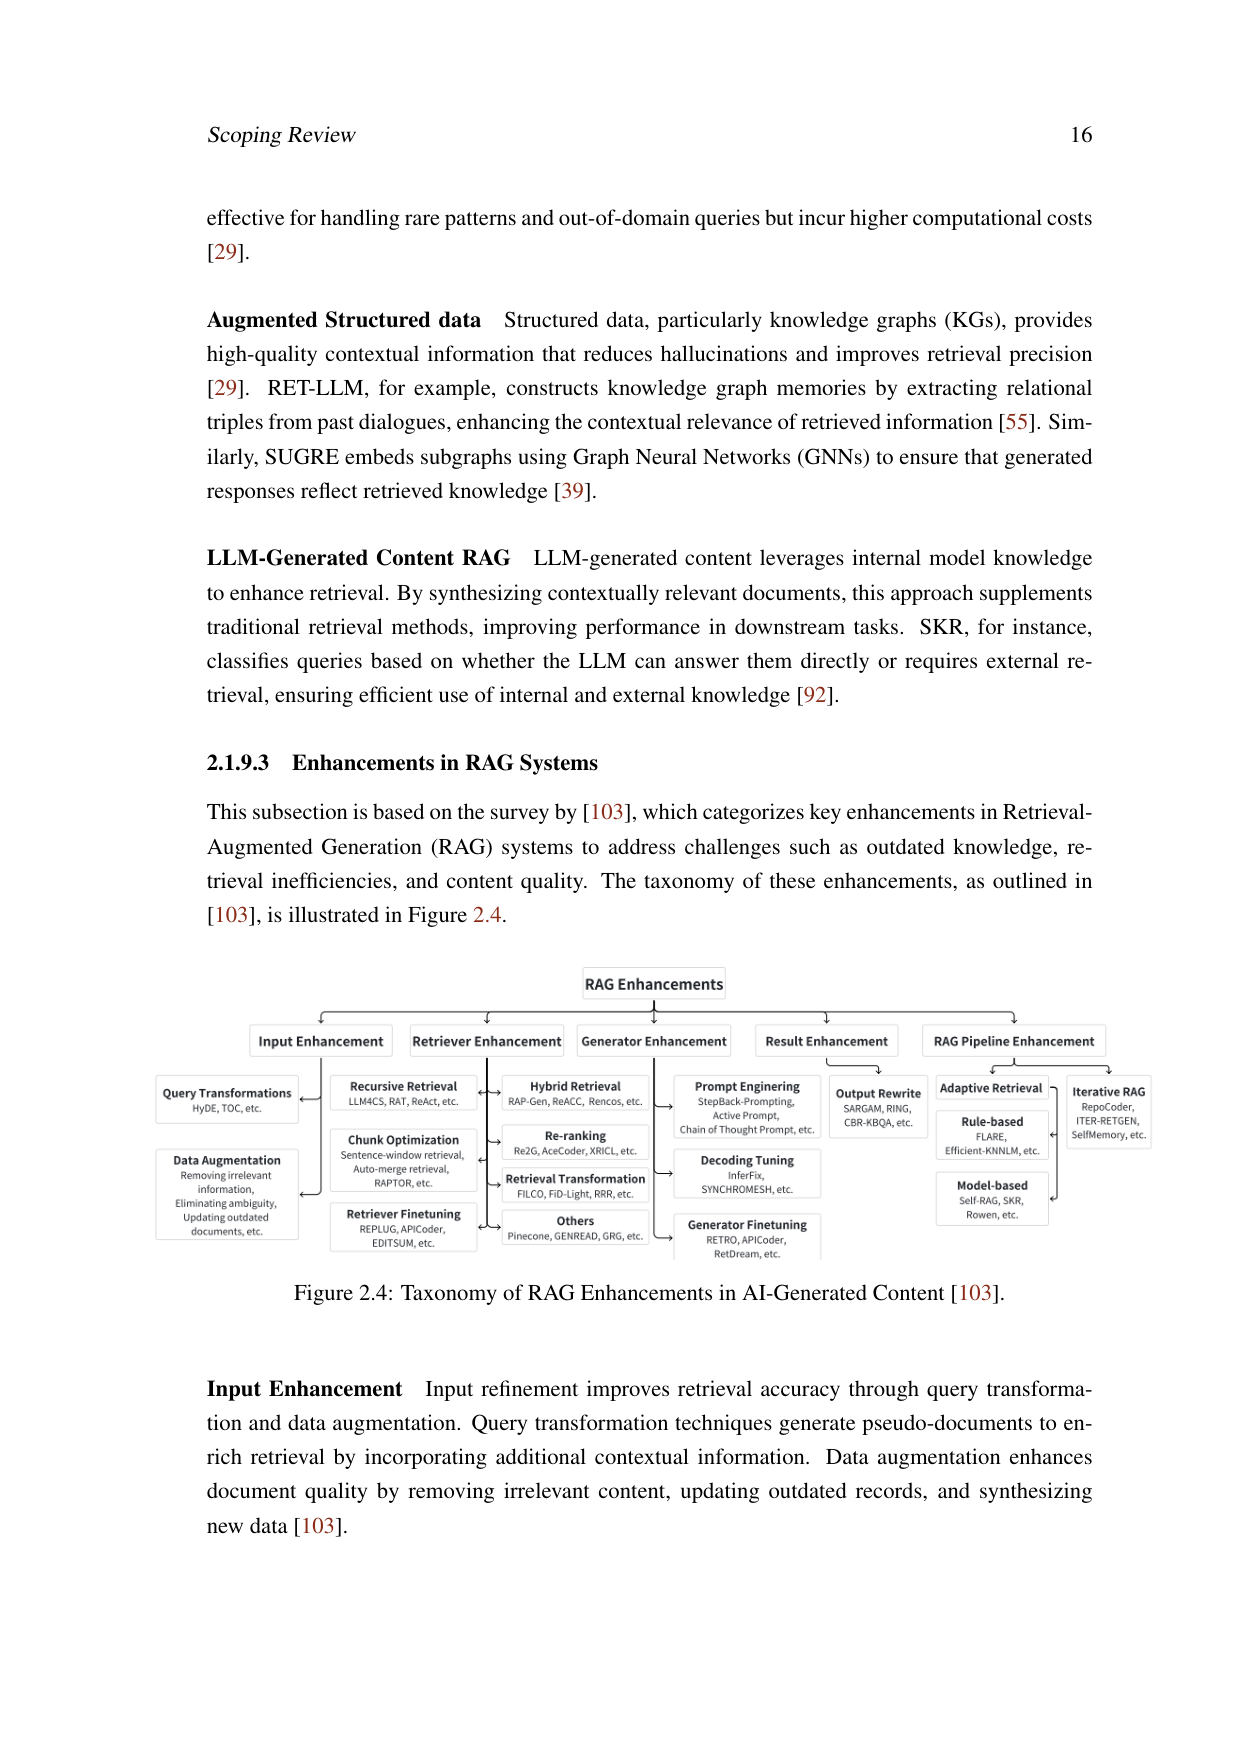 Scoping Review 16
effective for handling rare patterns and out-of-domain queries but incur higher computational costs
[29].
Augmented Structured data Structured data, particularly knowledge graphs (KGs), provides
high-quality contextual information that reduces hallucinations and improves retrieval precision
[29]. RET-LLM, for example, constructs knowledge graph memories by extracting relational
triples from past dialogues, enhancing the contextual relevance of retrieved information [55]. Sim-
ilarly, SUGRE embeds subgraphs using Graph Neural Networks (GNNs) to ensure that generated
responses reflect retrieved knowledge [39].
LLM-Generated Content RAG LLM-generated content leverages internal model knowledge
to enhance retrieval. By synthesizing contextually relevant documents, this approach supplements
traditional retrieval methods, improving performance in downstream tasks. SKR, for instance,
classifies queries based on whether the LLM can answer them directly or requires external re-
trieval, ensuring efficient use of internal and external knowledge [92].
2.1.9.3 Enhancements in RAG Systems
This subsection is based on the survey by [103], which categorizes key enhancements in Retrieval-
Augmented Generation (RAG) systems to address challenges such as outdated knowledge, re-
trieval inefficiencies, and content quality. The taxonomy of these enhancements, as outlined in
[103], is illustrated in Figure 2.4.
RAG Enhancements
Input Enhancement
Query Transformations
HyDE, TOC, etc.
Data Augmentation
Removing irrelevant
information,
Eliminating ambiguity,
Updating outdated
documents, etc.
Retriever Enhancement
Recursive Retrieval
LLM4CS, RAT, ReAct, etc.
Chunk Optimization
Sentence-window retrieval,
Auto-merge retrieval,
RAPTOR, etc.
Retriever Finetuning
REPLUG, APICoder,
EDITSUM, etc.
Hybrid Retrieval
RAP-Gen, ReACC, Rencos, etc.
Re-ranking
Re2G, AceCoder, XRICL, etc.
Retrieval Transformation
FILCO, FiD-Light, RRR, etc.
Others
Pinecone, GENREAD, GRG, etc.
Generator Enhancement
Prompt Enginering
StepBack-Prompting,
Active Prompt,
Chain of Thought Prompt, etc.
Decoding Tuning
InferFix,
SYNCHROMESH, etc.
Generator Finetuning
RETRO, APICoder,
RetDream, etc.
Result Enhancement
Output Rewrite
SARGAM, RING,
CBR-KBQA, etc.
RAG Pipeline Enhancement
Adaptive Retrieval
Rule-based
FLARE,
Efficient-KNNLM, etc.
Model-based
Self-RAG, SKR,
Rowen, etc.
Iterative RAG
RepoCoder,
ITER-RETGEN,
SelfMemory, etc.
Figure 2.4: Taxonomy of RAG Enhancements in AI-Generated Content [103].
Input Enhancement Input refinement improves retrieval accuracy through query transforma-
tion and data augmentation. Query transformation techniques generate pseudo-documents to en-
rich retrieval by incorporating additional contextual information. Data augmentation enhances
document quality by removing irrelevant content, updating outdated records, and synthesizing
new data [103].